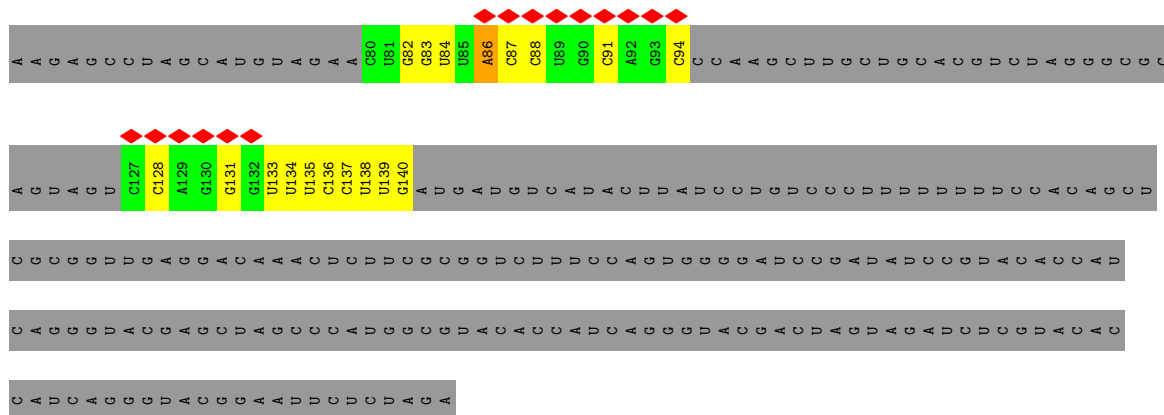 A A G A G C C U A G C A U G U A G A A C80 U81 G82 G83 U84 U85 A86 C87 C88 U89 G90 C91 A92 G93 C94 C C A A G C U U G C U G C A C G U C U A G G G C G C
A G U A G U C127 C128 A129 G130 G131 G132 U133 U134 U135 C136 C137 U138 U139 G140 A U G A U G U C A U A C U U A U C C U G U C C C U U U U U U U U C C A C A G C U
C G C G G U U G A G G A C A A A C U C U U C G C G G U C U U U C C A G U G G G G A U C C G A U A U C C G U A C A C C A U
C A G G G U A C G A G C U A G C C C A U G G C G U A C A C C A U C A G G G U A C G A C U A G U A G A U C U C G U A C A C
C A U C A G G G U A C G G A A U U C U C U A G A